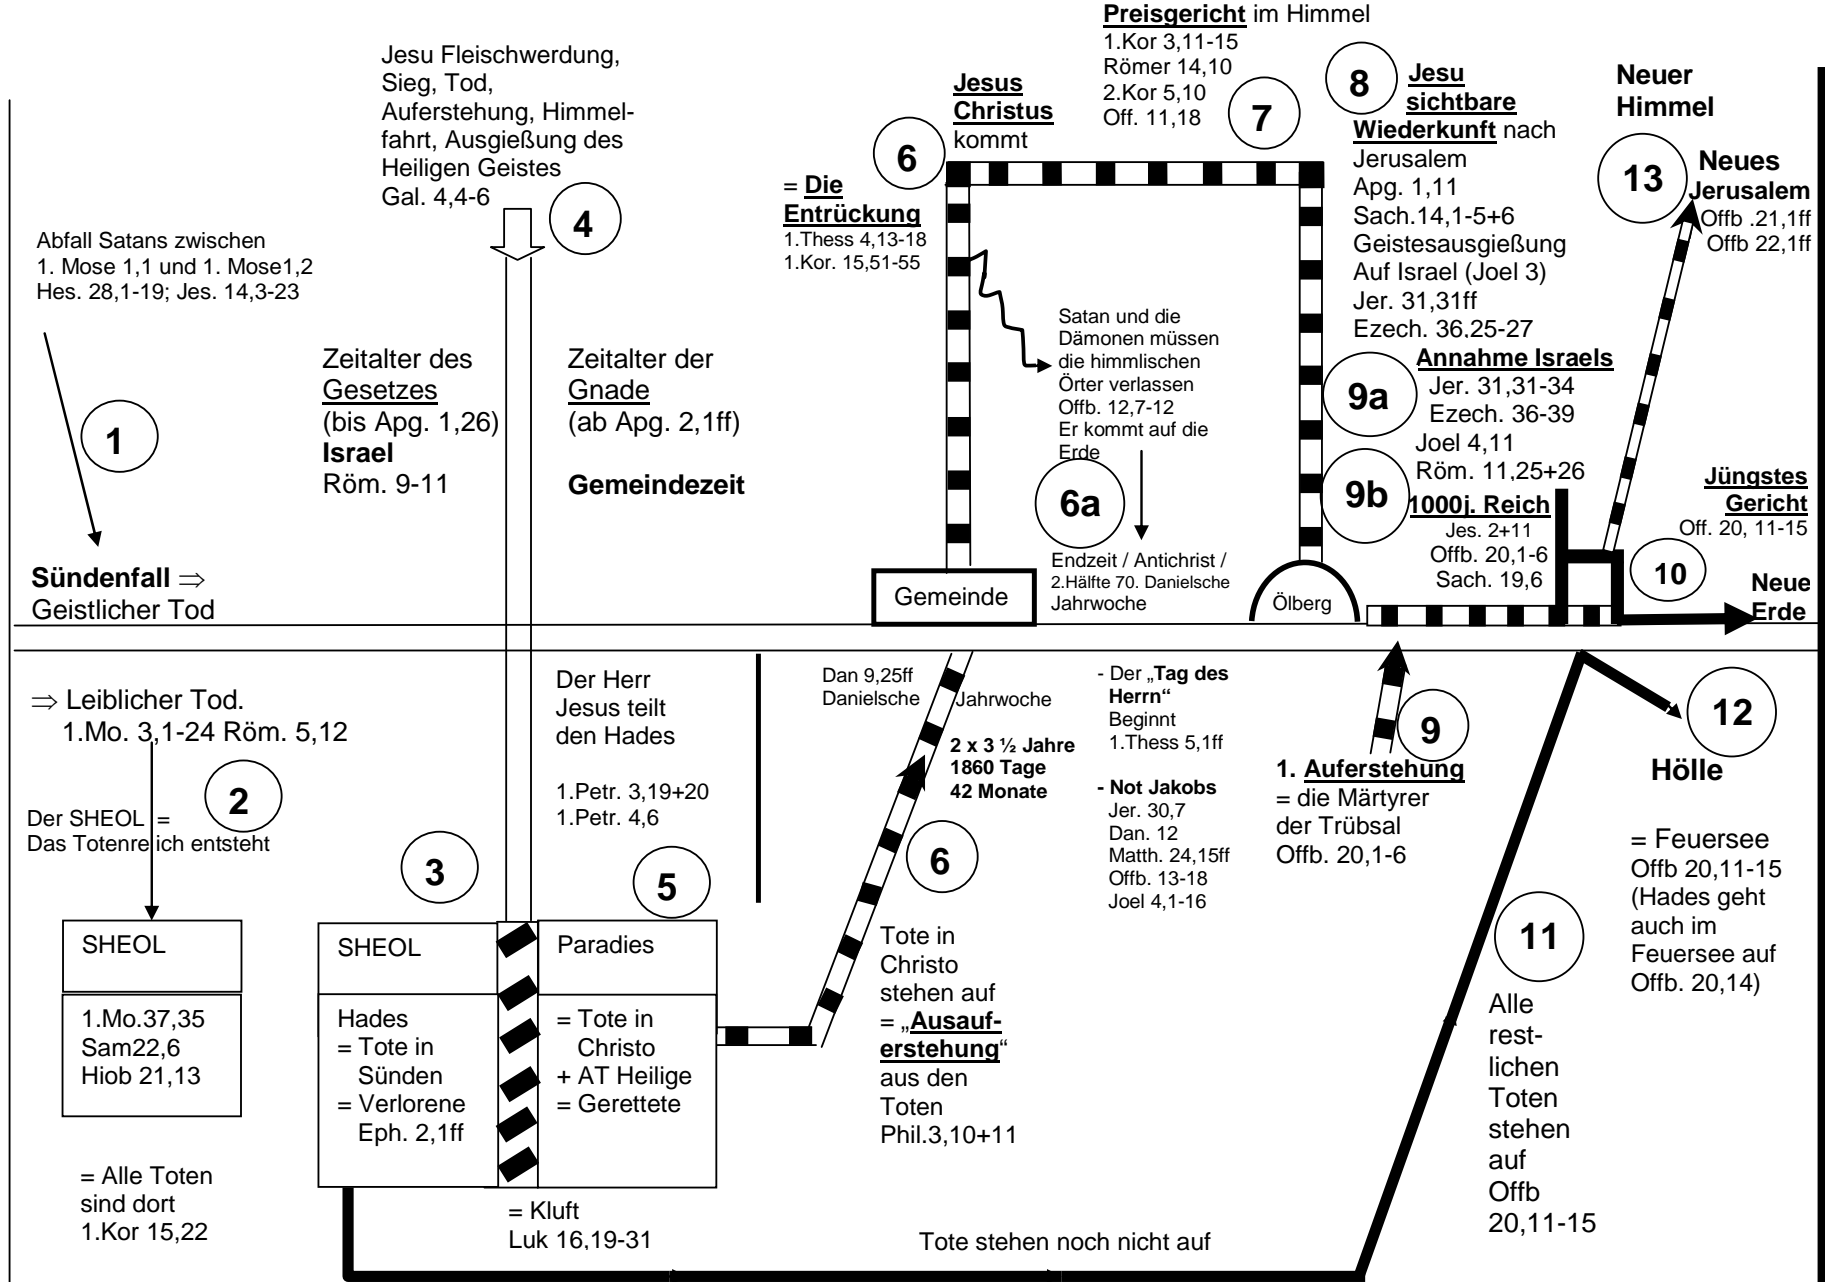 Preisgericht im Himmel
1.Kor 3,11-15
Römer 14,10
2.Kor 5,10
Off. 11,18
7
Jesu Fleischwerdung,
Sieg, Tod,
Auferstehung, Himmel-
fahrt, Ausgießung des
Heiligen Geistes
Gal. 4,4-6
4
Abfall Satans zwischen
1. Mose 1,1 und 1. Mose1,2
Hes. 28,1-19; Jes. 14,3-23
1
Zeitalter des
Gesetzes
(bis Apg. 1,26)
Israel
Röm. 9-11
Zeitalter der
Gnade
(ab Apg. 2,1ff)
Gemeindezeit
6
Jesus
Christus
kommt
= Die
Entrückung
1.Thess 4,13-18
1.Kor. 15,51-55
Satan und die
Dämonen müssen
die himmlischen
Örter verlassen
Offb. 12,7-12
Er kommt auf die
Erde
6a
Endzeit / Antichrist /
2.Hälfte 70. Danielsche
Jahrwoche
8
Jesu
sichtbare
Wiederkunft nach
Jerusalem
Apg. 1,11
Sach.14,1-5+6
Geistesausgießung
Auf Israel (Joel 3)
Jer. 31,31ff
Ezech. 36,25-27
9a
Annahme Israels
Jer. 31,31-34
Ezech. 36-39
Joel 4,11
Röm. 11,25+26
9b
1000j. Reich
Jes. 2+11
Offb. 20,1-6
Sach. 19,6
Neuer
Himmel
13
Neues
Jerusalem
Offb .21,1ff
Offb 22,1ff
Jüngstes
Gericht
Off. 20, 11-15
10
Neue
Erde
Sündenfall ⇒
Geistlicher Tod
Gemeinde
Ölberg
⇒ Leiblicher Tod.
1.Mo. 3,1-24 Röm. 5,12
2
Der SHEOL =
Das Totenreich entsteht
SHEOL
1.Mo.37,35
Sam22,6
Hiob 21,13
= Alle Toten
sind dort
1.Kor 15,22
3
SHEOL
Hades
= Tote in
Sünden
= Verlorene
Eph. 2,1ff
Der Herr
Jesus teilt
den Hades
1.Petr. 3,19+20
1.Petr. 4,6
5
Paradies
= Tote in
Christo
+ AT Heilige
= Gerettete
= Kluft
Luk 16,19-31
Dan 9,25ff
Danielsche Jahrwoche
2 x 3 ½ Jahre
1860 Tage
42 Monate
6
Tote in
Christo
stehen auf
= „Ausauf-
erstehung“
aus den
Toten
Phil.3,10+11
- Der „Tag des
Herrn“
Beginnt
1.Thess 5,1ff
- Not Jakobs
Jer. 30,7
Dan. 12
Matth. 24,15ff
Offb. 13-18
Joel 4,1-16
9
1. Auferstehung
= die Märtyrer
der Trübsal
Offb. 20,1-6
12
Hölle
= Feuersee
Offb 20,11-15
(Hades geht
auch im
Feuersee auf
Offb. 20,14)
11
Alle
rest-
lichen
Toten
stehen
auf
Offb
20,11-15
Tote stehen noch nicht auf